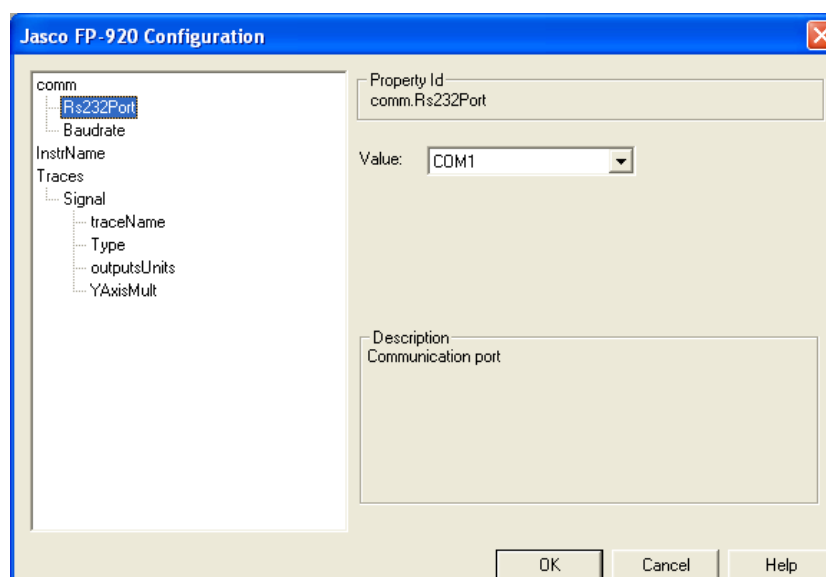 Jasco FP-920 Configuration
comm
Rs232Port
Baudrate
InstrName
Traces
Signal
traceName
Type
outputsUnits
YAxisMult
Property Id
comm.Rs232Port
Value: COM1
Description
Communication port
OK Cancel Help